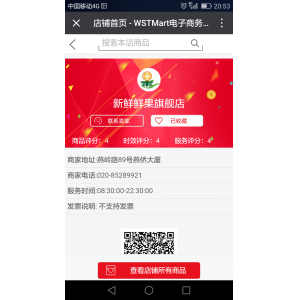 中国移动4G 20:53
店铺首页 - WSTMart电子商务...
搜索本店商品
新鲜鲜果旗舰店
联系卖家 已收藏
商品评分：4 时效评分：4 服务评分：4
商家地址:燕岭路89号燕侨大厦
商家电话:020-85289921
服务时间:08:30:00-22:30:00
发票说明: 不支持发票
查看店铺所有商品